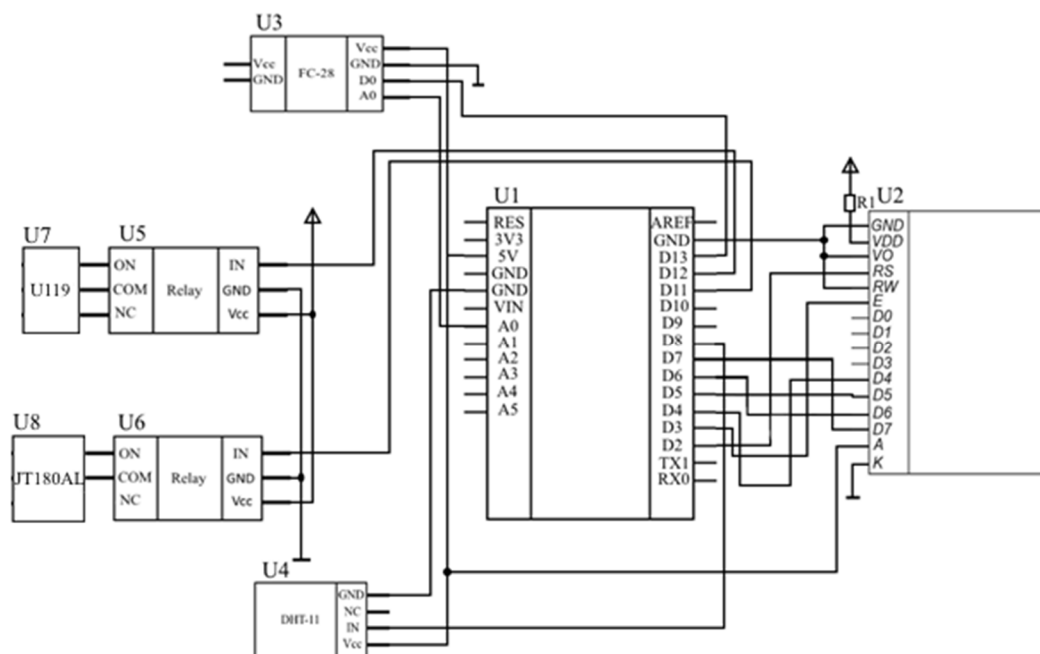 U3
Vcc
GND
FC-28
Vcc
GND
D0
A0
U7
U119
U5
ON
COM
NC
Relay
IN
GND
Vcc
U8
JT180AL
U6
ON
COM
NC
Relay
IN
GND
Vcc
U4
DHT-11
GND
NC
IN
Vcc
U1
RES
3V3
5V
GND
GND
VIN
A0
A1
A2
A3
A4
A5
AREF
GND
D13
D12
D11
D10
D9
D8
D7
D6
D5
D4
D3
D2
TX1
RX0
R1
U2
GND
VDD
VO
RS
RW
E
D0
D1
D2
D3
D4
D5
D6
D7
A
K